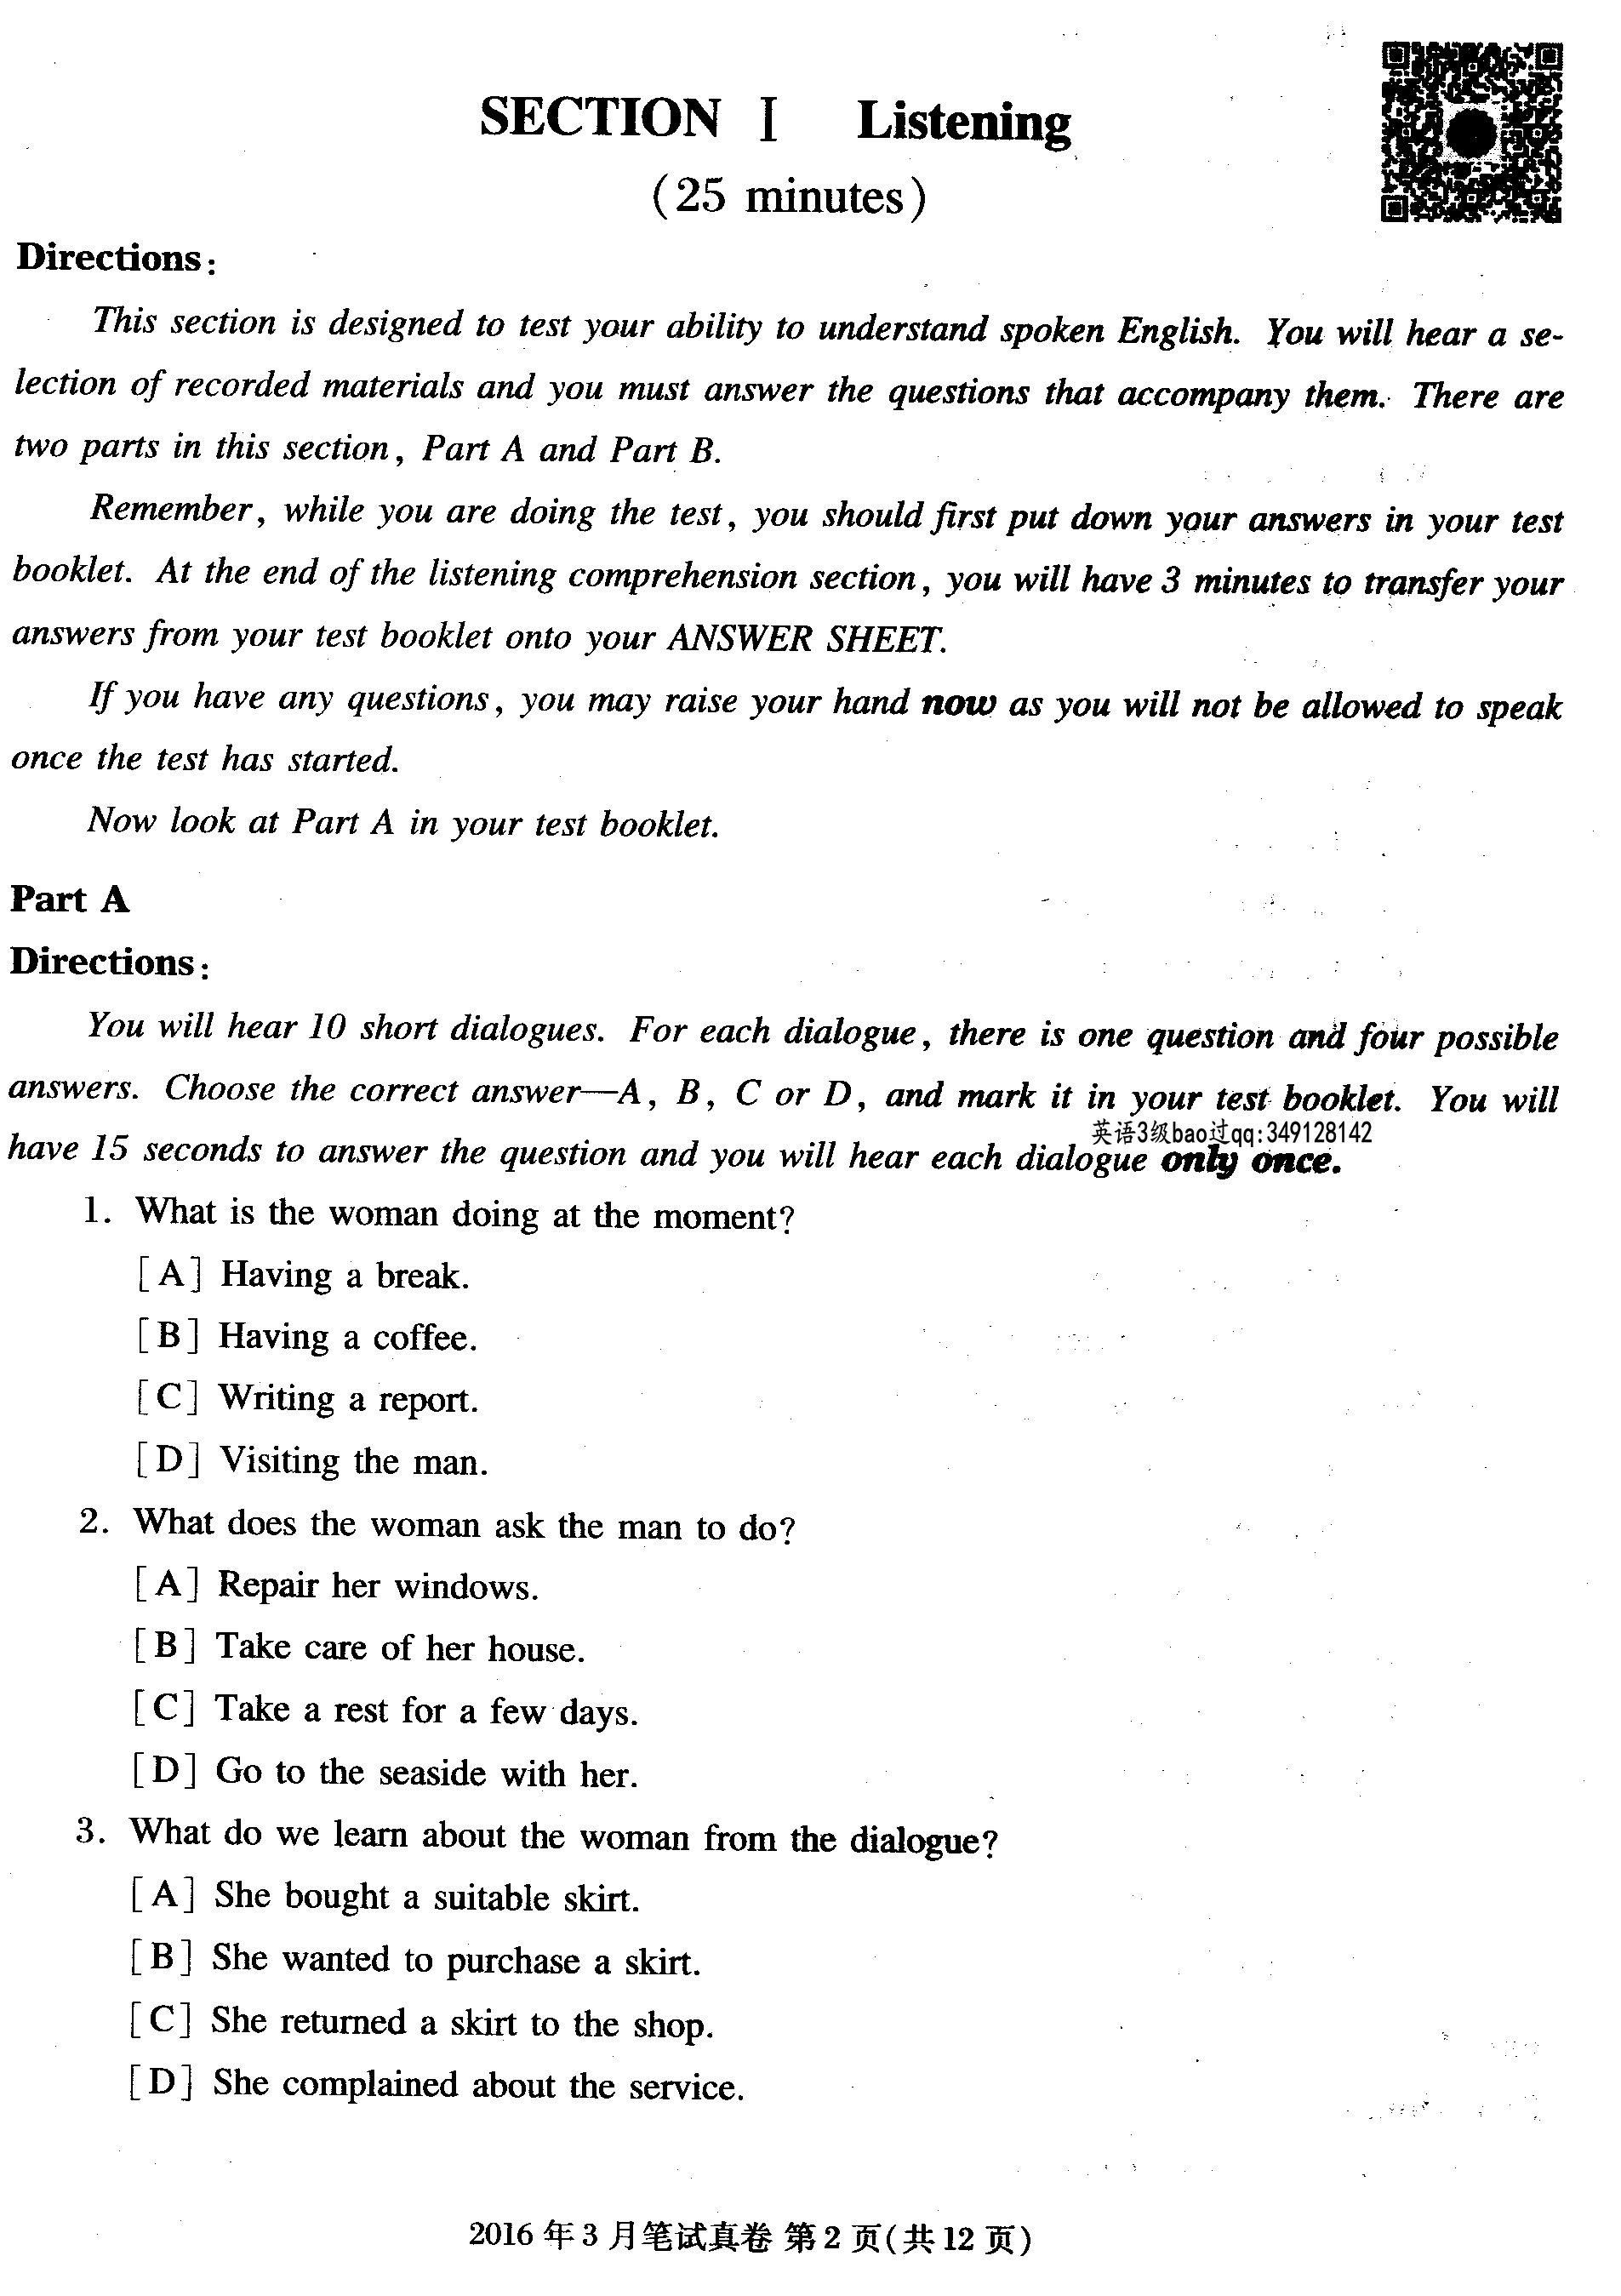 SECTION Ⅰ Listening
(25 minutes)
Directions:
This section is designed to test your ability to understand spoken English. You will hear a se-
lection of recorded materials and you must answer the questions that accompany them. There are
two parts in this section, Part A and Part B.
Remember, while you are doing the test, you should first put down your answers in your test
booklet. At the end of the listening comprehension section, you will have 3 minutes to transfer your
answers from your test booklet onto your ANSWER SHEET.
If you have any questions, you may raise your hand now as you will not be allowed to speak
once the test has started.
Now look at Part A in your test booklet.
Part A
Directions:
You will hear 10 short dialogues. For each dialogue, there is one question and four possible
answers. Choose the correct answer—A, B, C or D, and mark it in your test booklet. You will
英语3级bao过qq:349128142
have 15 seconds to answer the question and you will hear each dialogue only once.
1. What is the woman doing at the moment?
[A] Having a break.
[B] Having a coffee.
[C] Writing a report.
[D] Visiting the man.
2. What does the woman ask the man to do?
[A] Repair her windows.
[B] Take care of her house.
[C] Take a rest for a few days.
[D] Go to the seaside with her.
3. What do we learn about the woman from the dialogue?
[A] She bought a suitable skirt.
[B] She wanted to purchase a skirt.
[C] She returned a skirt to the shop.
[D] She complained about the service.
2016年3月笔试真卷 第2页(共12页)